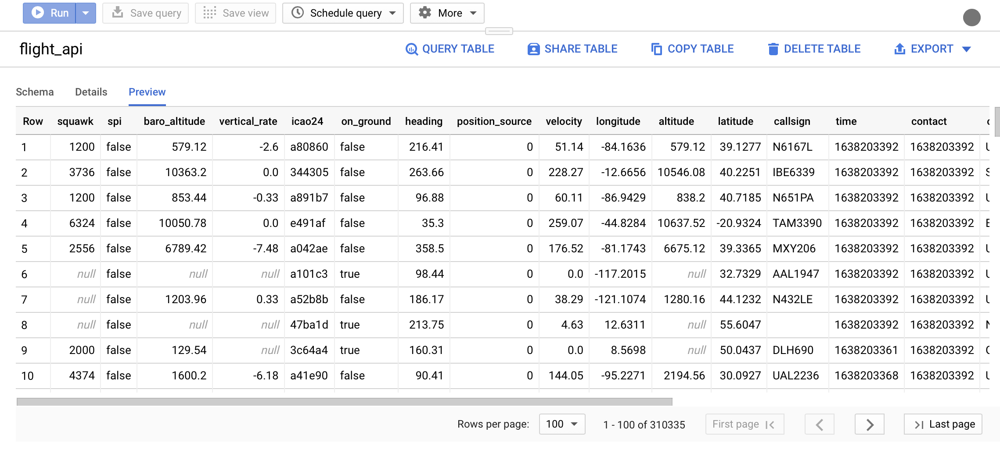 Run Save query Save view Schedule query More
flight_api QUERY TABLE SHARE TABLE COPY TABLE DELETE TABLE EXPORT
Schema Details Preview
Row squawk spi baro_altitude vertical_rate icao24 on_ground heading position_source velocity longitude altitude latitude callsign time contact
1 1200 false 579.12 -2.6 a80860 false 216.41 0 51.14 -84.1636 579.12 39.1277 N6167L 1638203392 1638203392
2 3736 false 10363.2 0.0 344305 false 263.66 0 228.27 -12.6656 10546.08 40.2251 IBE6339 1638203392 1638203392
3 1200 false 853.44 -0.33 a891b7 false 96.88 0 60.11 -86.9429 838.2 40.7185 N651PA 1638203392 1638203392
4 6324 false 10050.78 0.0 e491af false 35.3 0 259.07 -44.8284 10637.52 -20.9324 TAM3390 1638203392 1638203392
5 2556 false 6789.42 -7.48 a042ae false 358.5 0 176.52 -81.1743 6675.12 39.3365 MXY206 1638203392 1638203392
6 null false null null a101c3 true 98.44 0 0.0 -117.2015 null 32.7329 AAL1947 1638203392 1638203392
7 null false 1203.96 0.33 a52b8b false 186.17 0 38.29 -121.1074 1280.16 44.1232 N432LE 1638203392 1638203392
8 null false null null 47ba1d true 213.75 0 4.63 12.6311 null 55.6047 1638203392 1638203392
9 2000 false 129.54 null 3c64a4 true 160.31 0 0.0 8.5698 null 50.0437 DLH690 1638203361 1638203392
10 4374 false 1600.2 -6.18 a41e90 false 90.41 0 144.05 -95.2271 2194.56 30.0927 UAL2236 1638203368 1638203392
Rows per page: 100 1 - 100 of 310335 First page Last page